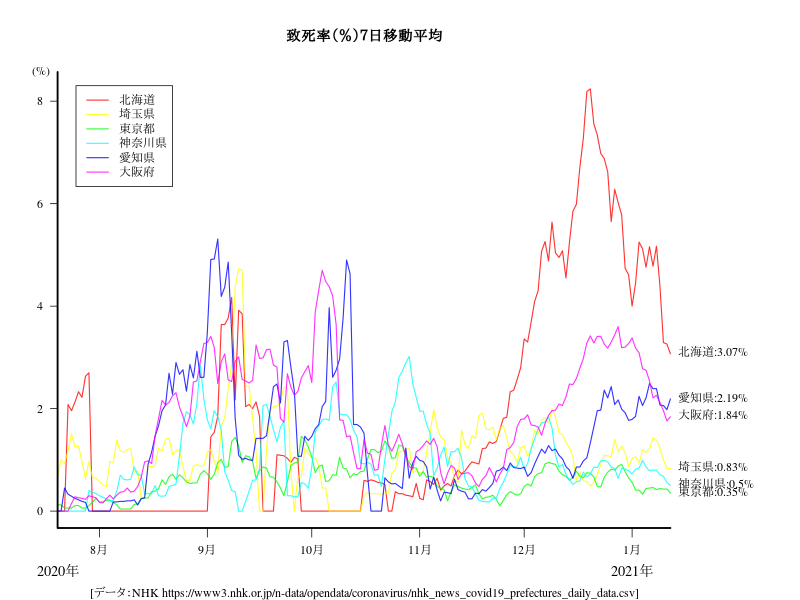 致死率(%)7日移動平均
(%)
8
6
4
2
0
北海道
埼玉県
東京都
神奈川県
愛知県
大阪府
北海道:3.07%
愛知県:2.19%
大阪府:1.84%
埼玉県:0.83%
神奈川県:0.5%
東京都:0.35%
8月 9月 10月 11月 12月 1月
2020年 2021年
[データ:NHK https://www3.nhk.or.jp/n-data/opendata/coronavirus/nhk_news_covid19_prefectures_daily_data.csv]